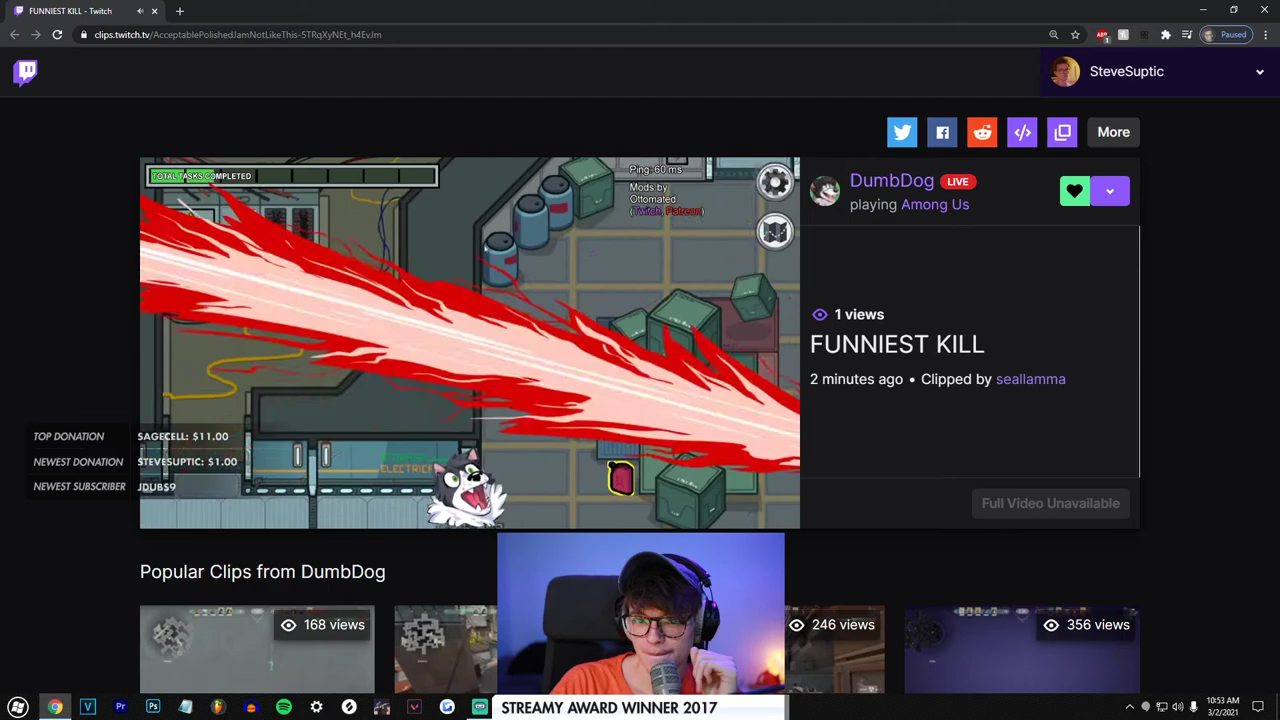 FUNNIEST KILL - Twitch
clips.twitch.tv/AcceptablePolishedJamNotLikeThis-5TRqXyNEt_h4EvJm
Paused
SteveSuptic
More
TOTAL TASKS COMPLETED
Ping: 60 ms
Mods by
Ottomated
(Twitch, Patreon)
DumbDog LIVE
playing Among Us
1 views
FUNNIEST KILL
2 minutes ago • Clipped by seallamma
Full Video Unavailable
TOP DONATION SAGECELL: $11.00
NEWEST DONATION STEVESUPTIC: $1.00
NEWEST SUBSCRIBER JDUBS9
ELECTRICA
Popular Clips from DumbDog
168 views
246 views
356 views
STREAMY AWARD WINNER 2017
10:53 AM
3/2/2021